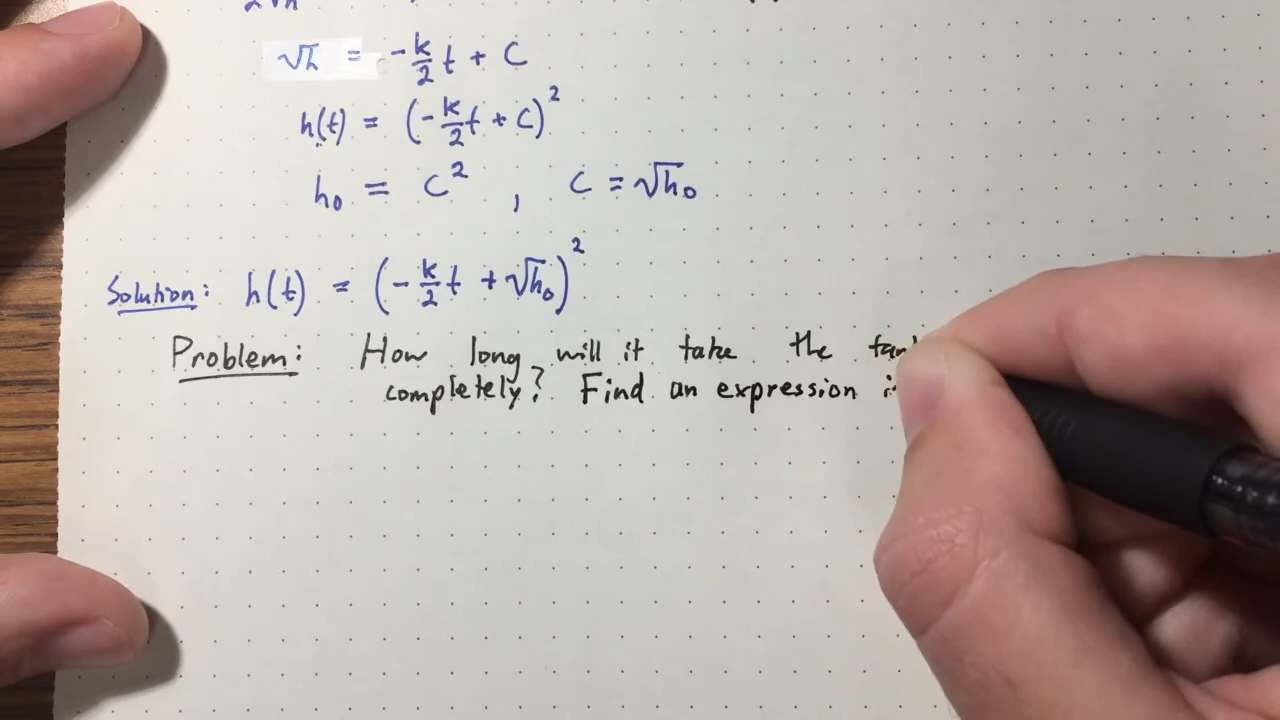 √h = -k/2 t + C
h(t) = (-k/2 t + C)²
h₀ = C² , C = √h₀
Solution: h(t) = (-k/2 t + √h₀)²
Problem: How long will it take the
completely? Find an expression